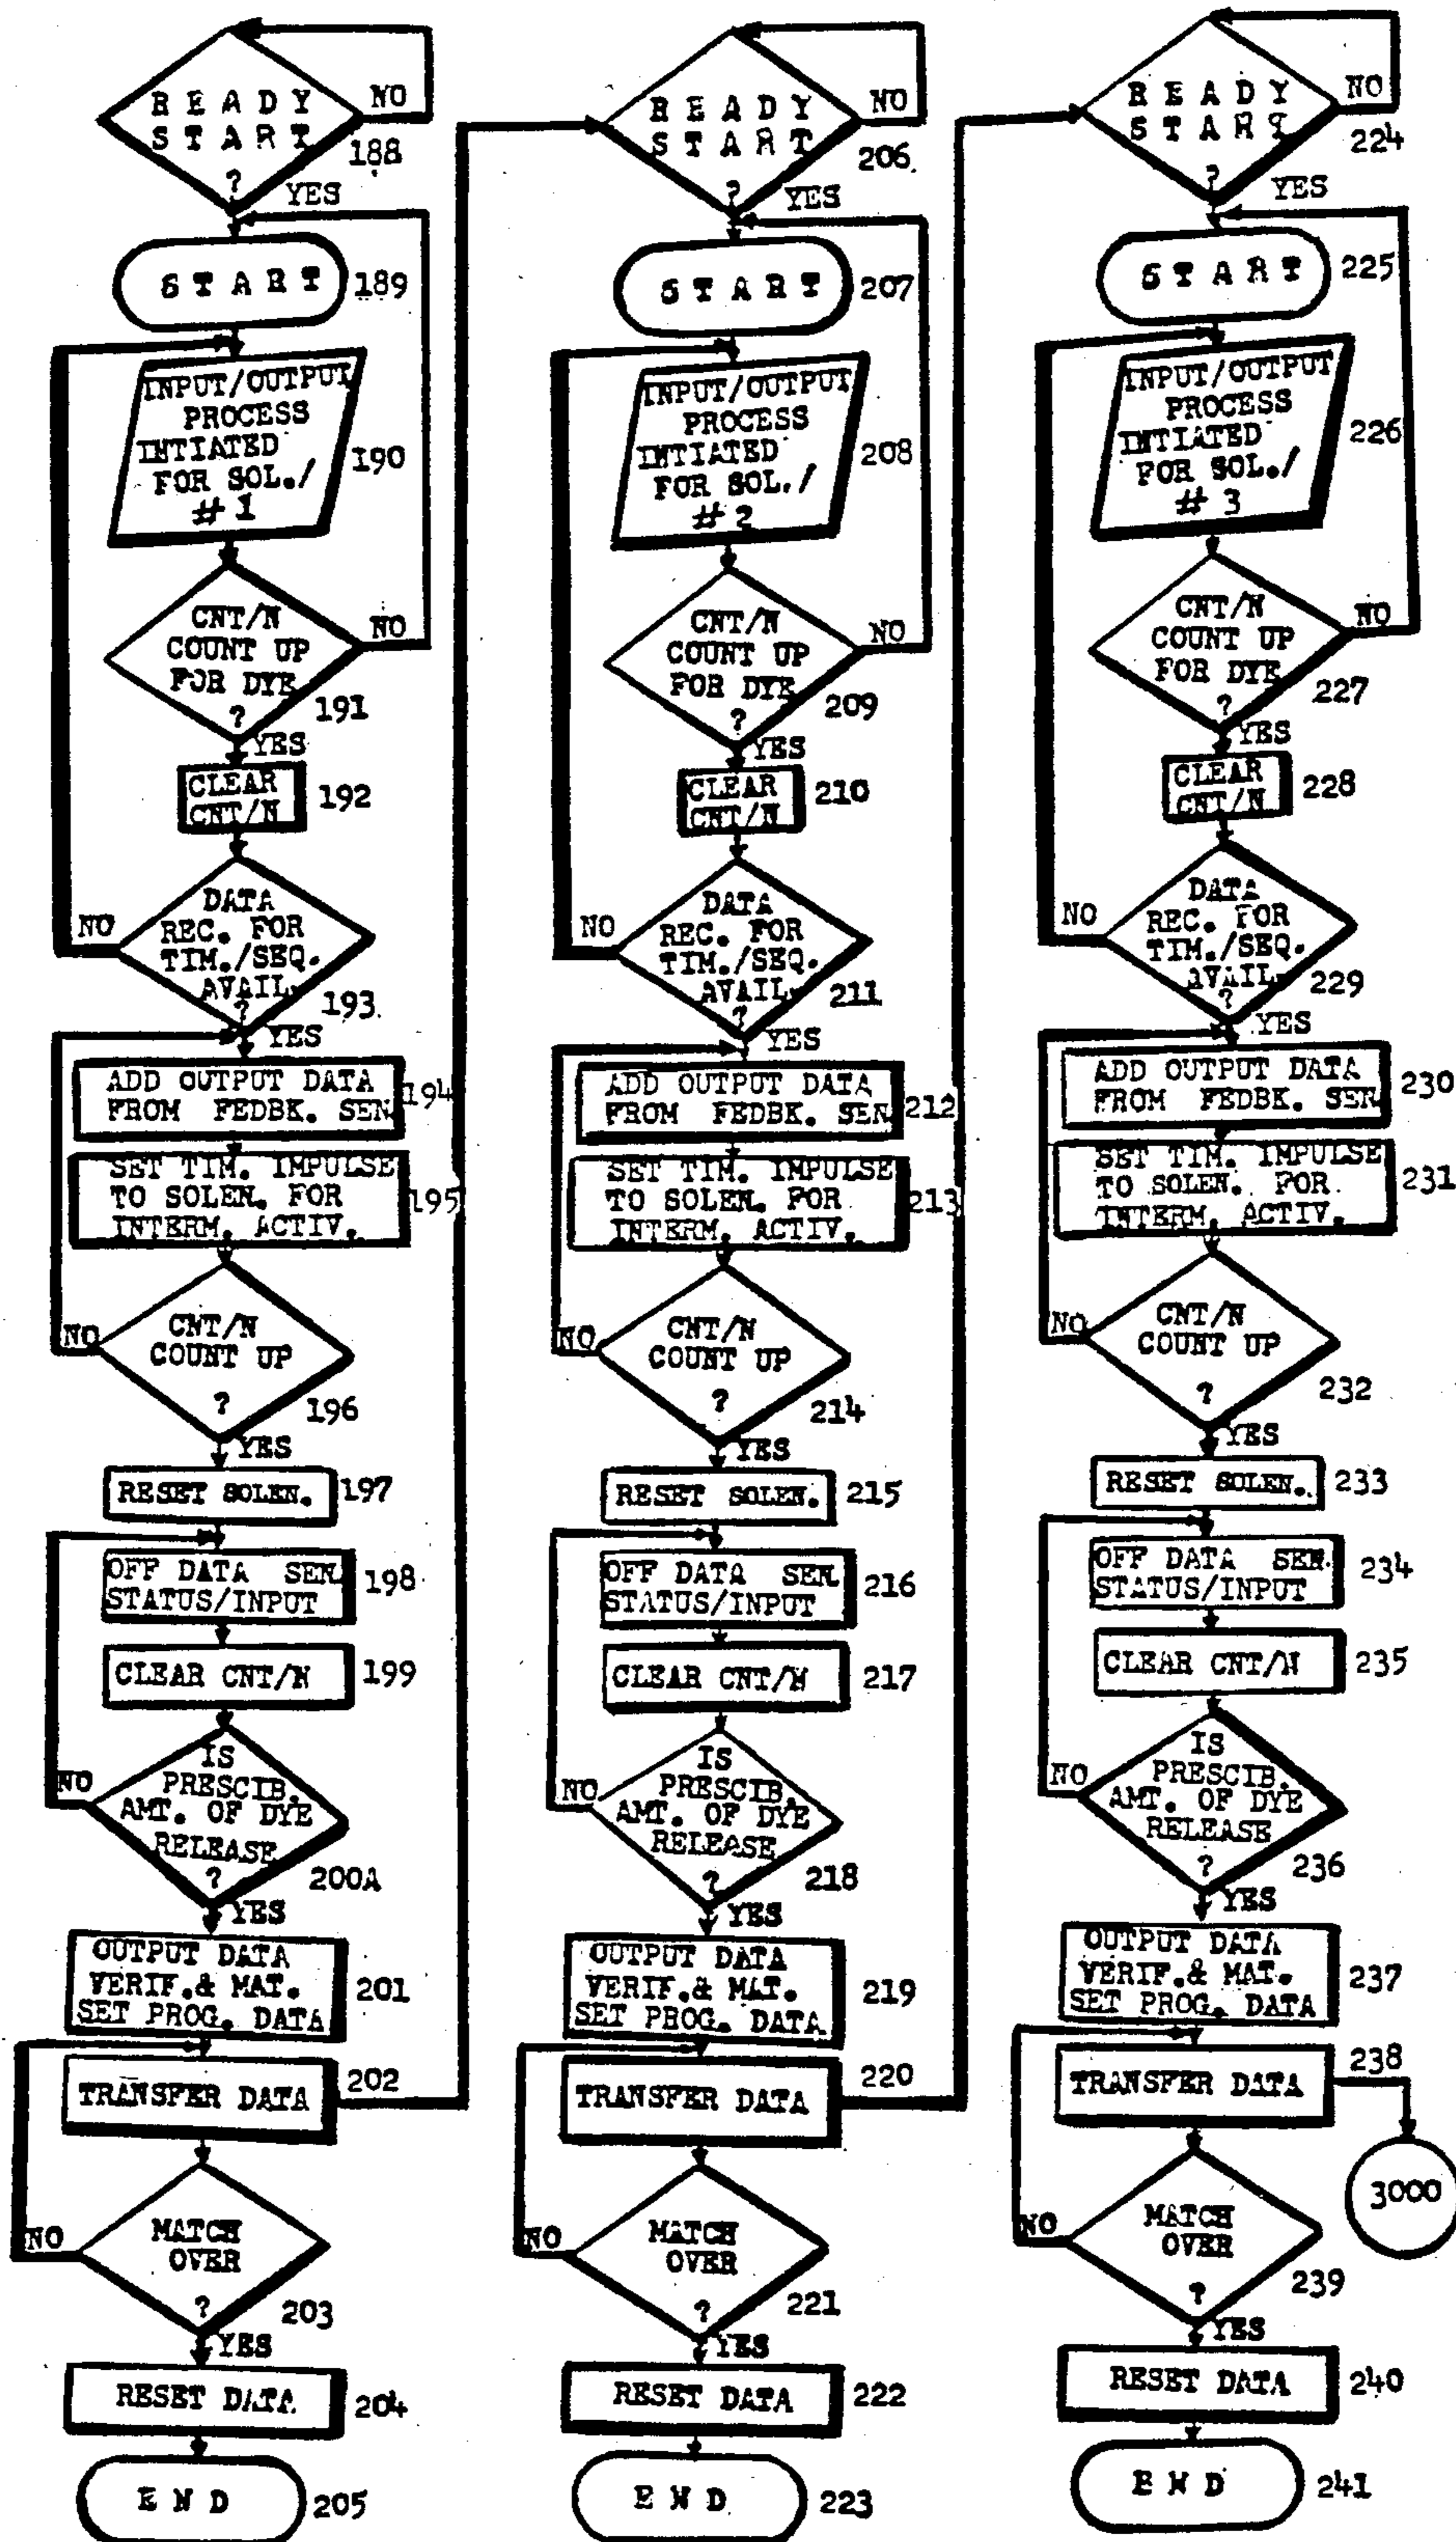 READY
START
?
NO
188
YES
START
189
INPUT/OUTPUT
PROCESS
INTIATED
FOR SOL./
#1
190
CNT/N
COUNT UP
FOR DYE
?
NO
191
YES
CLEAR
CNT/N
192
DATA
REC. FOR
TIM./SEQ.
AVAIL.
?
NO
193
YES
ADD OUTPUT DATA
FROM FEDBK. SEN.
194
SET TIM. IMPULSE
TO SOLEN. FOR
INTERM. ACTIV.
195
CNT/N
COUNT UP
?
NO
196
YES
RESET SOLEN.
197
OFF DATA SEN.
STATUS/INPUT
198
CLEAR CNT/N
199
IS
PRESCIB.
AMT. OF DYE
RELEASE
?
NO
200A
YES
OUTPUT DATA
VERIF.& MAT.
SET PROG. DATA
201
TRANSFER DATA
202
MATCH
OVER
?
NO
203
YES
RESET DATA
204
END
205
READY
START
?
NO
206
YES
START
207
INPUT/OUTPUT
PROCESS
INTIATED
FOR SOL./
#2
208
CNT/N
COUNT UP
FOR DYE
?
NO
209
YES
CLEAR
CNT/N
210
DATA
REC. FOR
TIM./SEQ.
AVAIL.
?
NO
211
YES
ADD OUTPUT DATA
FROM FEDBK. SEN.
212
SET TIM. IMPULSE
TO SOLEN. FOR
INTERM. ACTIV.
213
CNT/N
COUNT UP
?
NO
214
YES
RESET SOLEN.
215
OFF DATA SEN.
STATUS/INPUT
216
CLEAR CNT/N
217
IS
PRESCIB.
AMT. OF DYE
RELEASE
?
NO
218
YES
OUTPUT DATA
VERIF.& MAT.
SET PROG. DATA
219
TRANSFER DATA
220
MATCH
OVER
?
NO
221
YES
RESET DATA
222
END
223
READY
START
?
NO
224
YES
START
225
INPUT/OUTPUT
PROCESS
INTIATED
FOR SOL./
#3
226
CNT/N
COUNT UP
FOR DYE
?
NO
227
YES
CLEAR
CNT/N
228
DATA
REC. FOR
TIM./SEQ.
AVAIL.
?
NO
229
YES
ADD OUTPUT DATA
FROM FEDBK. SEN.
230
SET TIM. IMPULSE
TO SOLEN. FOR
INTERM. ACTIV.
231
CNT/N
COUNT UP
?
NO
232
YES
RESET SOLEN.
233
OFF DATA SEN.
STATUS/INPUT
234
CLEAR CNT/N
235
IS
PRESCIB.
AMT. OF DYE
RELEASE
?
NO
236
YES
OUTPUT DATA
VERIF.& MAT.
SET PROG. DATA
237
TRANSFER DATA
238
3000
MATCH
OVER
?
NO
239
YES
RESET DATA
240
END
241